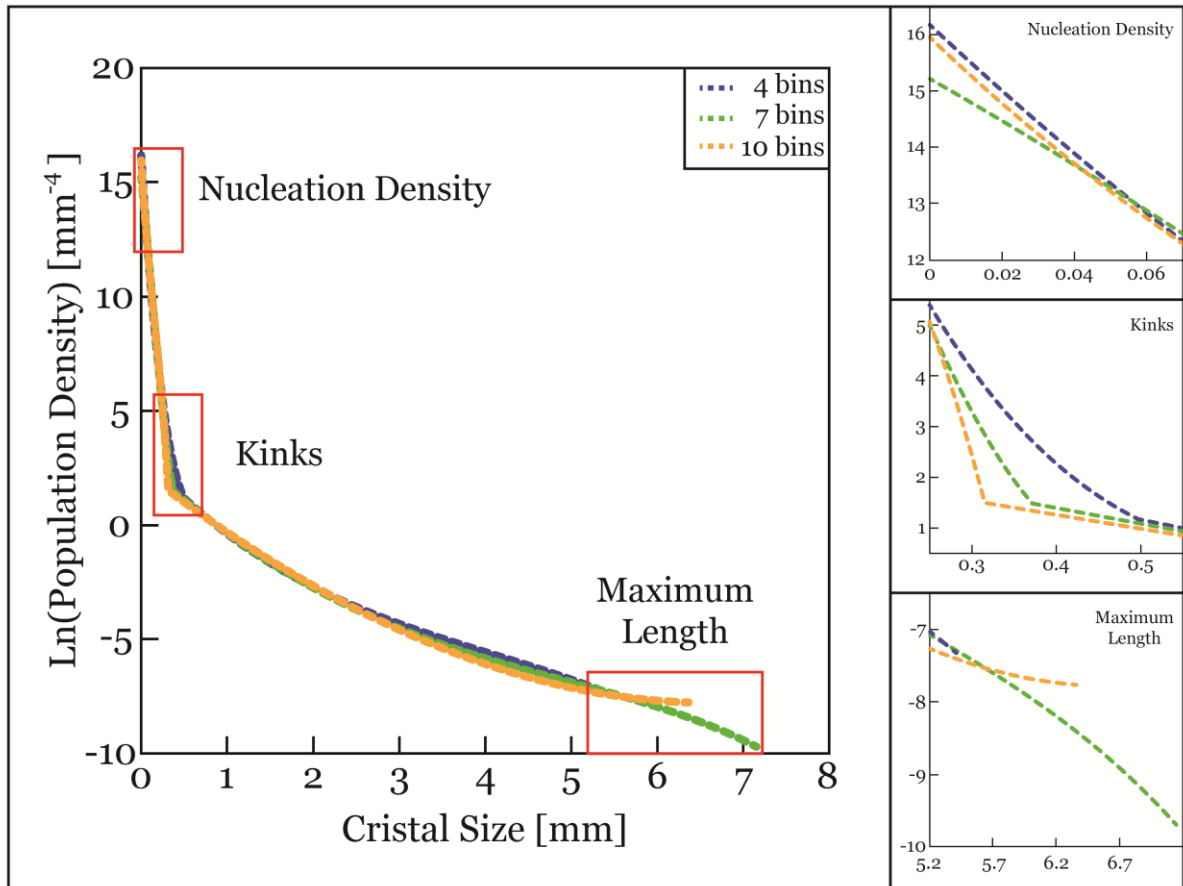 Ln(Population Density) [mm⁻⁴]
20
15
10
5
0
-5
-10
0 1 2 3 4 5 6 7 8
Cristal Size [mm]
4 bins
7 bins
10 bins
Nucleation Density
Kinks
Maximum
Length
Nucleation Density
16
15
14
13
12
0 0.02 0.04 0.06
Kinks
5
4
3
2
1
0.3 0.4 0.5
Maximum
Length
-7
-8
-9
-10
5.2 5.7 6.2 6.7